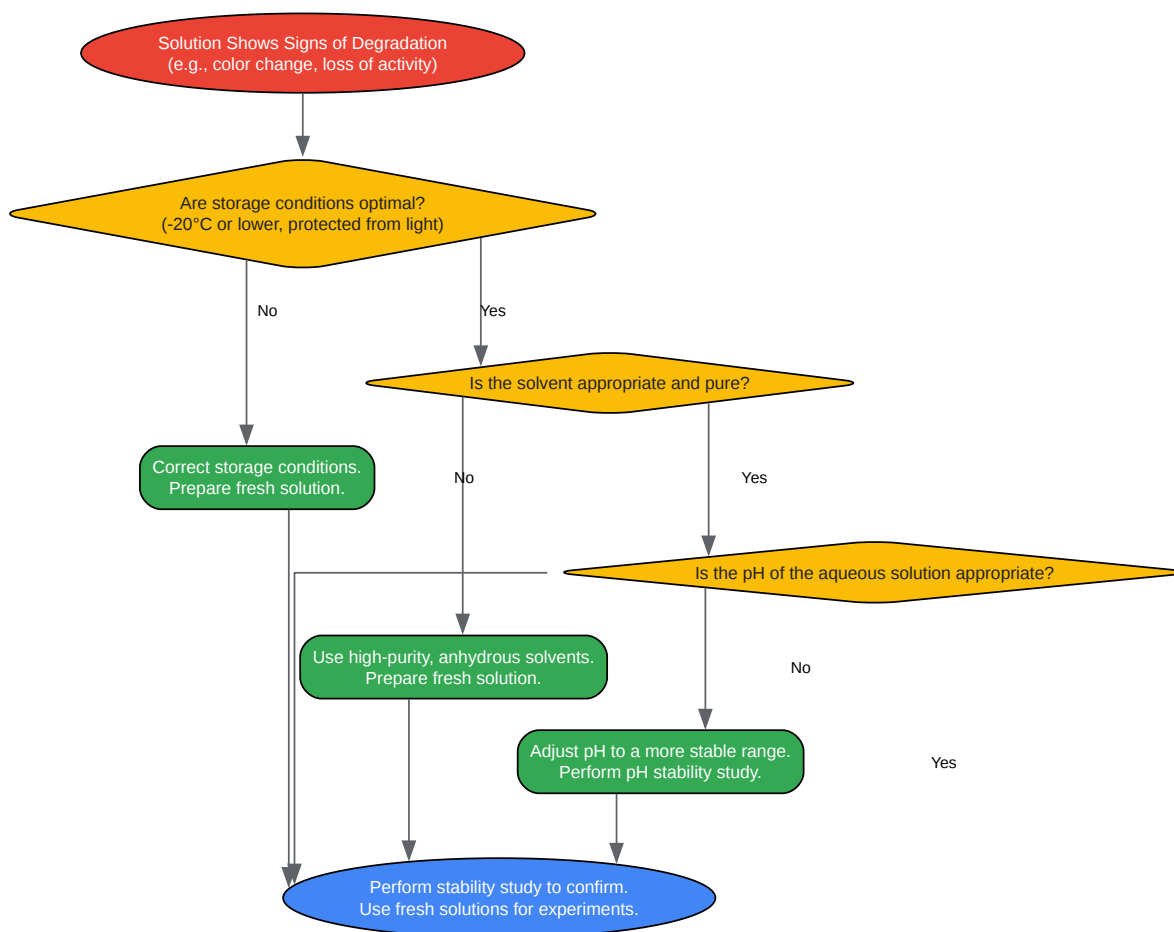 Solution Shows Signs of Degradation
(e.g., color change, loss of activity)
Are storage conditions optimal?
(-20°C or lower, protected from light)
No
Yes
Is the solvent appropriate and pure?
Correct storage conditions.
Prepare fresh solution.
No
Yes
Is the pH of the aqueous solution appropriate?
Use high-purity, anhydrous solvents.
Prepare fresh solution.
No
Adjust pH to a more stable range.
Perform pH stability study.
Yes
Perform stability study to confirm.
Use fresh solutions for experiments.